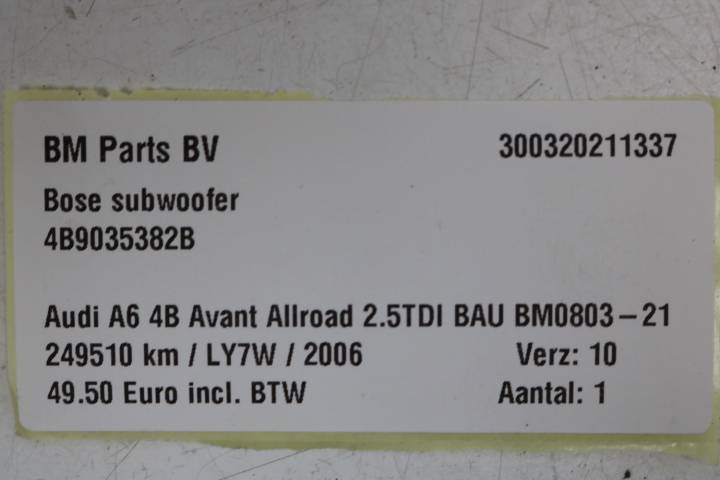 BM Parts BV 300320211337
Bose subwoofer
4B9035382B
Audi A6 4B Avant Allroad 2.5TDI BAU BM0803-21
249510 km / LY7W / 2006 Verz: 10
49.50 Euro incl. BTW Aantal: 1